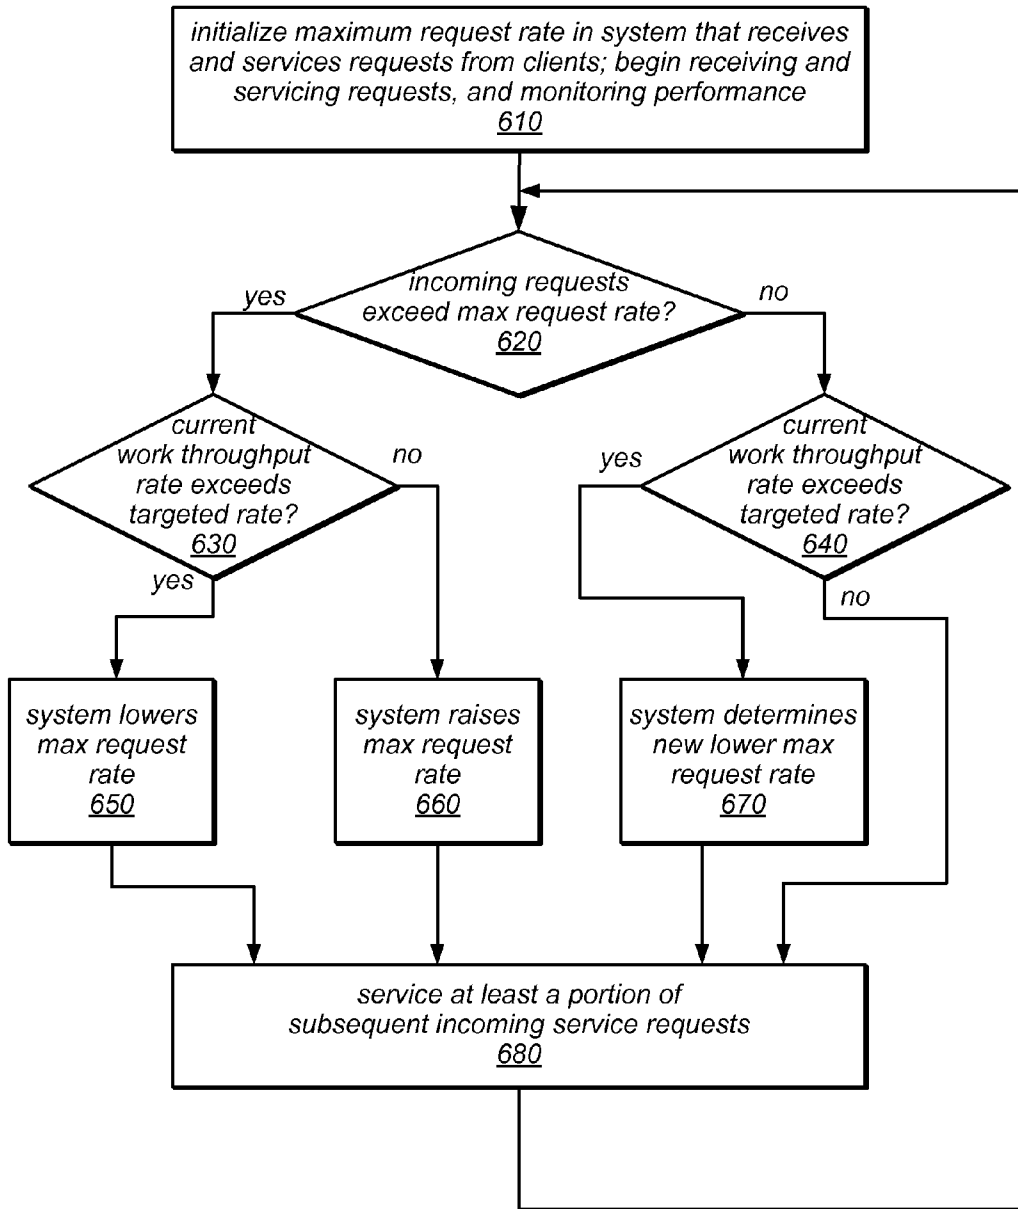 initialize maximum request rate in system that receives
and services requests from clients; begin receiving and
servicing requests, and monitoring performance
610
incoming requests
exceed max request rate?
620
yes
no
current
work throughput
rate exceeds
targeted rate?
630
no
yes
current
work throughput
rate exceeds
targeted rate?
640
yes
no
system lowers
max request
rate
650
system raises
max request
rate
660
system determines
new lower max
request rate
670
service at least a portion of
subsequent incoming service requests
680